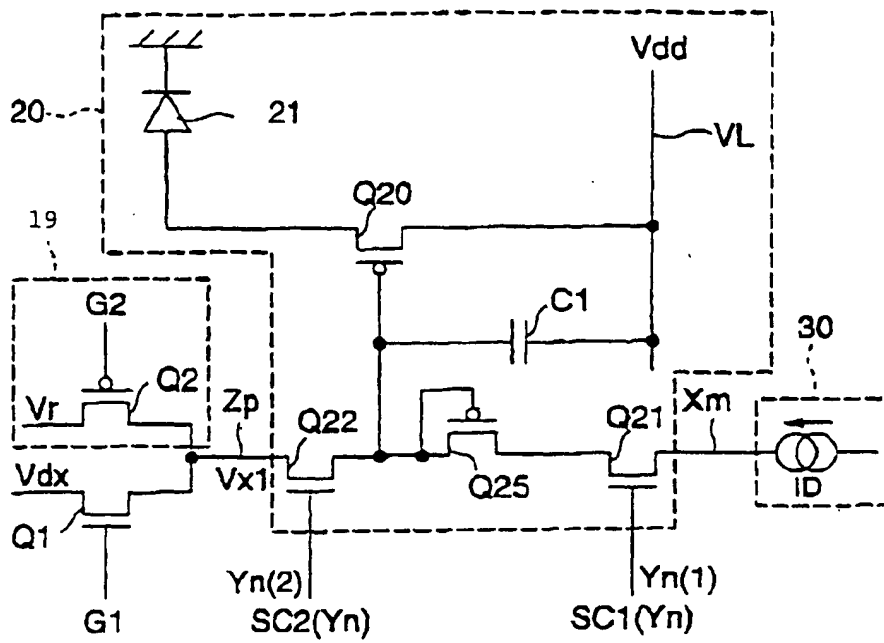 Vdd
20
21
VL
Q20
19
G2
C1
30
Q2
Vr
Zp
Q22
Q21
Xm
Vdx
Vx1
Q25
ID
Q1
Yn(2)
Yn(1)
G1
SC2(Yn)
SC1(Yn)